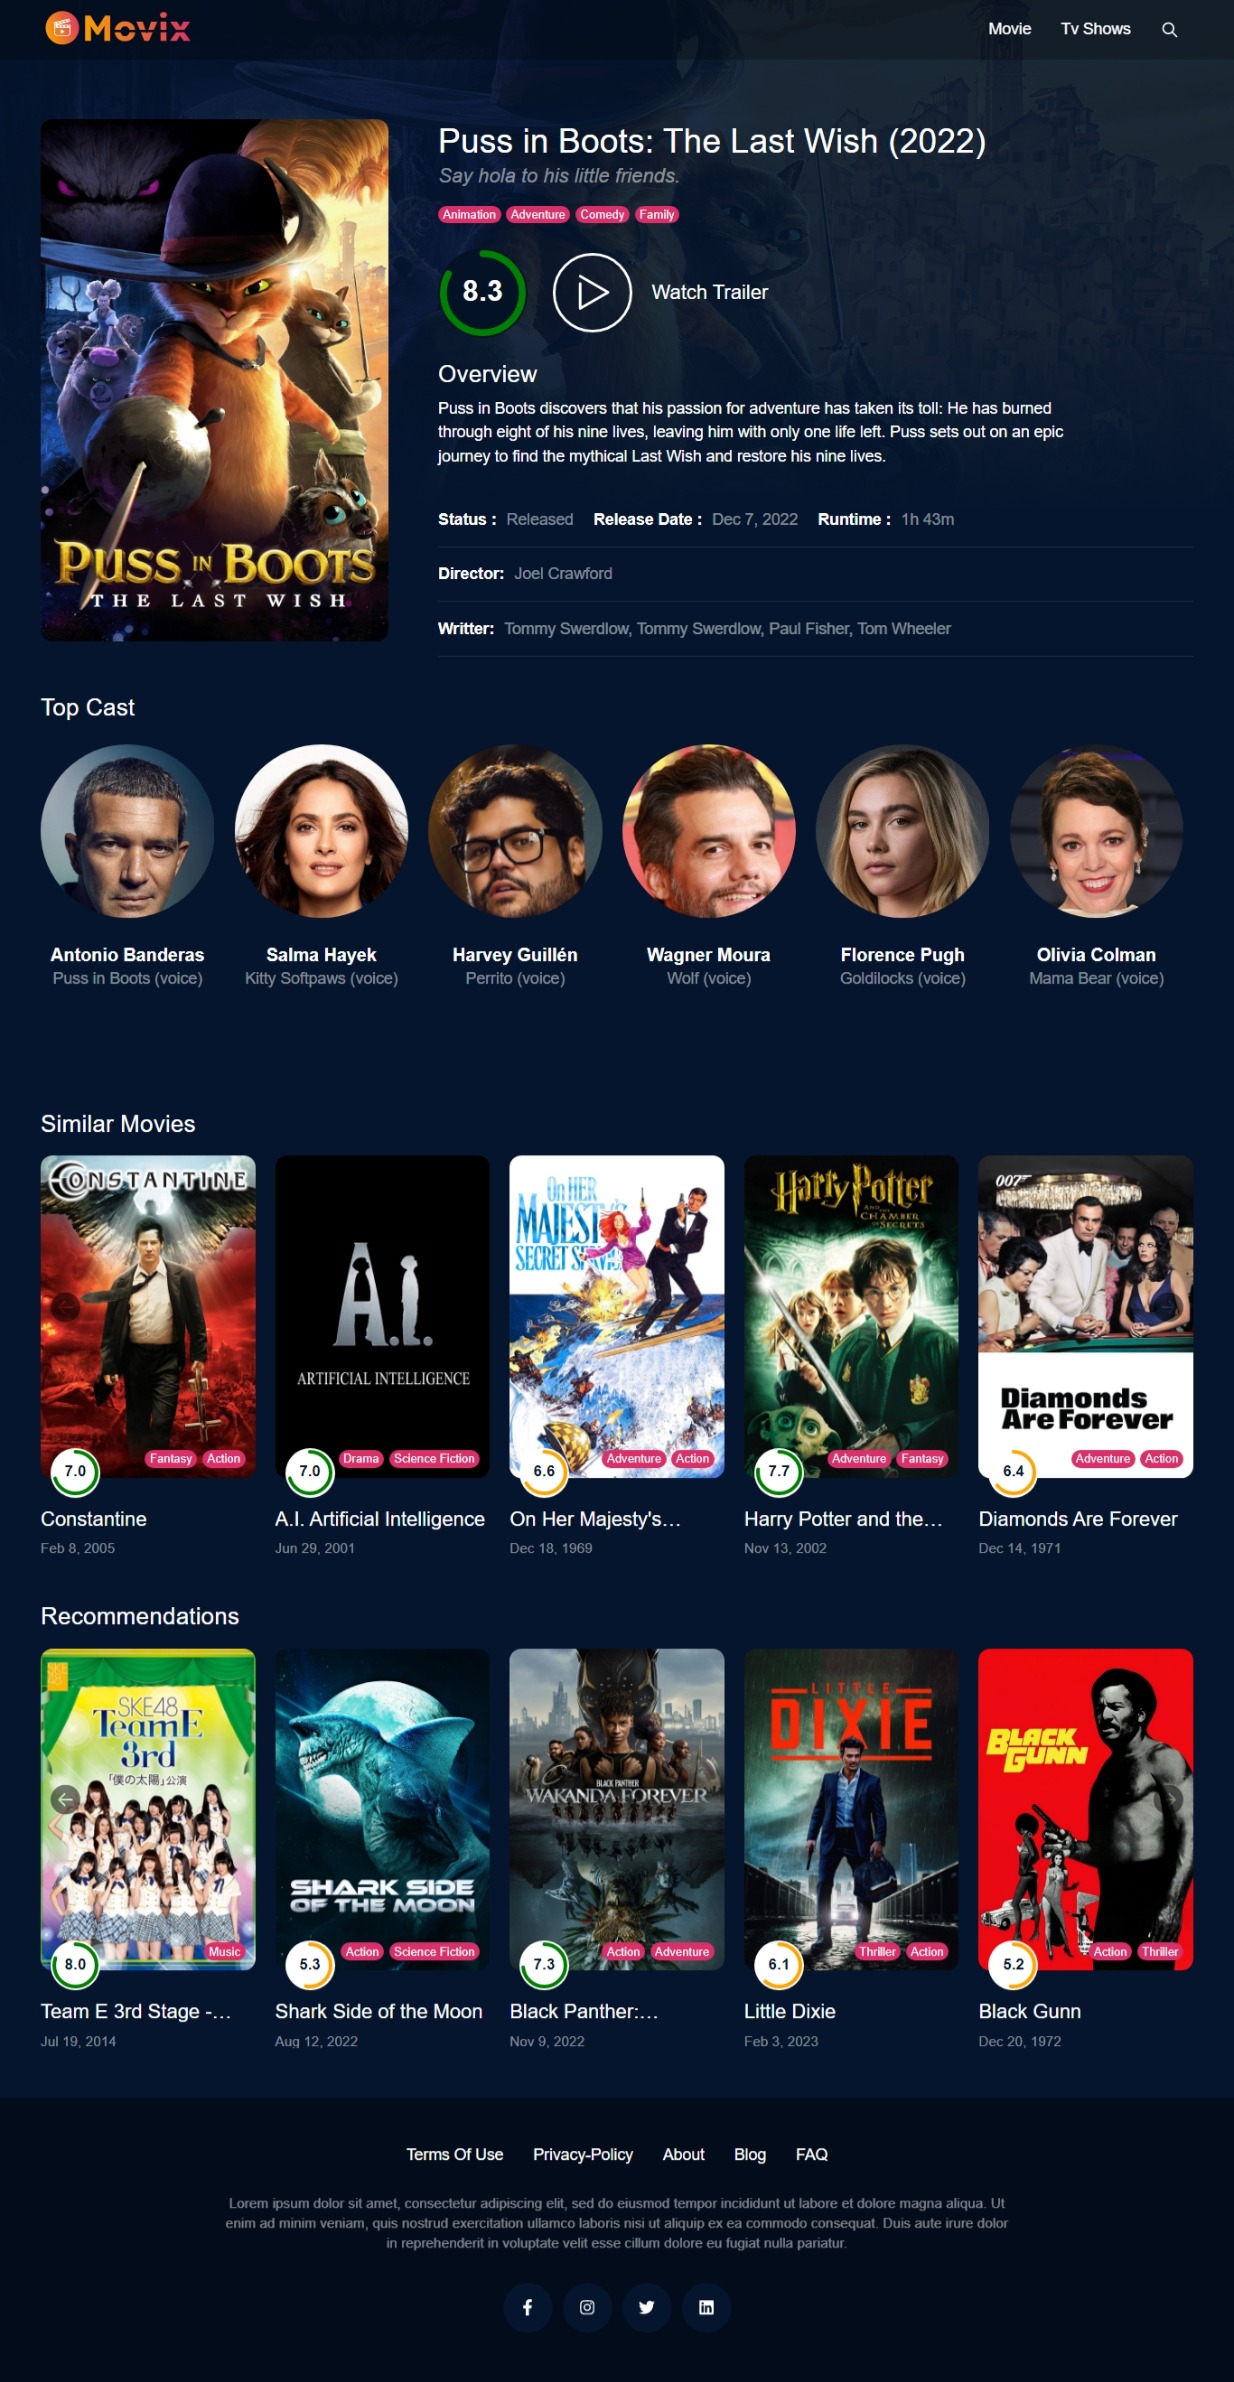 Movix
Movie Tv Shows
Puss in Boots: The Last Wish (2022)
Say hola to his little friends.
Animation Adventure Comedy Family
8.3 Watch Trailer
Overview
Puss in Boots discovers that his passion for adventure has taken its toll: He has burned
through eight of his nine lives, leaving him with only one life left. Puss sets out on an epic
journey to find the mythical Last Wish and restore his nine lives.
Status : Released Release Date : Dec 7, 2022 Runtime : 1h 43m
Director: Joel Crawford
Writter: Tommy Swerdlow, Tommy Swerdlow, Paul Fisher, Tom Wheeler
PUSS IN BOOTS
THE LAST WISH
Top Cast
Antonio Banderas Salma Hayek Harvey Guillén Wagner Moura Florence Pugh Olivia Colman
Puss in Boots (voice) Kitty Softpaws (voice) Perrito (voice) Wolf (voice) Goldilocks (voice) Mama Bear (voice)
Similar Movies
CONSTANTINE
A.I.
ARTIFICIAL INTELLIGENCE
On HER
MAJESTY'S
SECRET SERVICE
Harry Potter
AND THE
CHAMBER
OF SECRETS
007
Diamonds
Are Forever
7.0 Fantasy Action
7.0 Drama Science Fiction
6.6 Adventure Action
7.7 Adventure Fantasy
6.4 Adventure Action
Constantine A.I. Artificial Intelligence On Her Majesty's... Harry Potter and the... Diamonds Are Forever
Feb 8, 2005 Jun 29, 2001 Dec 18, 1969 Nov 13, 2002 Dec 14, 1971
Recommendations
SKE48
SKE48
TeamE
3rd
「僕の太陽」公演
SHARK SIDE
OF THE MOON
BLACK PANTHER
WAKANDA FOREVER
LITTLE
DIXIE
BLACK
GUNN
8.0 Music
5.3 Action Science Fiction
7.3 Action Adventure
6.1 Thriller Action
5.2 Action Thriller
Team E 3rd Stage -... Shark Side of the Moon Black Panther:... Little Dixie Black Gunn
Jul 19, 2014 Aug 12, 2022 Nov 9, 2022 Feb 3, 2023 Dec 20, 1972
Terms Of Use Privacy-Policy About Blog FAQ
Lorem ipsum dolor sit amet, consectetur adipiscing elit, sed do eiusmod tempor incididunt ut labore et dolore magna aliqua. Ut
enim ad minim veniam, quis nostrud exercitation ullamco laboris nisi ut aliquip ex ea commodo consequat. Duis aute irure dolor
in reprehenderit in voluptate velit esse cillum dolore eu fugiat nulla pariatur.